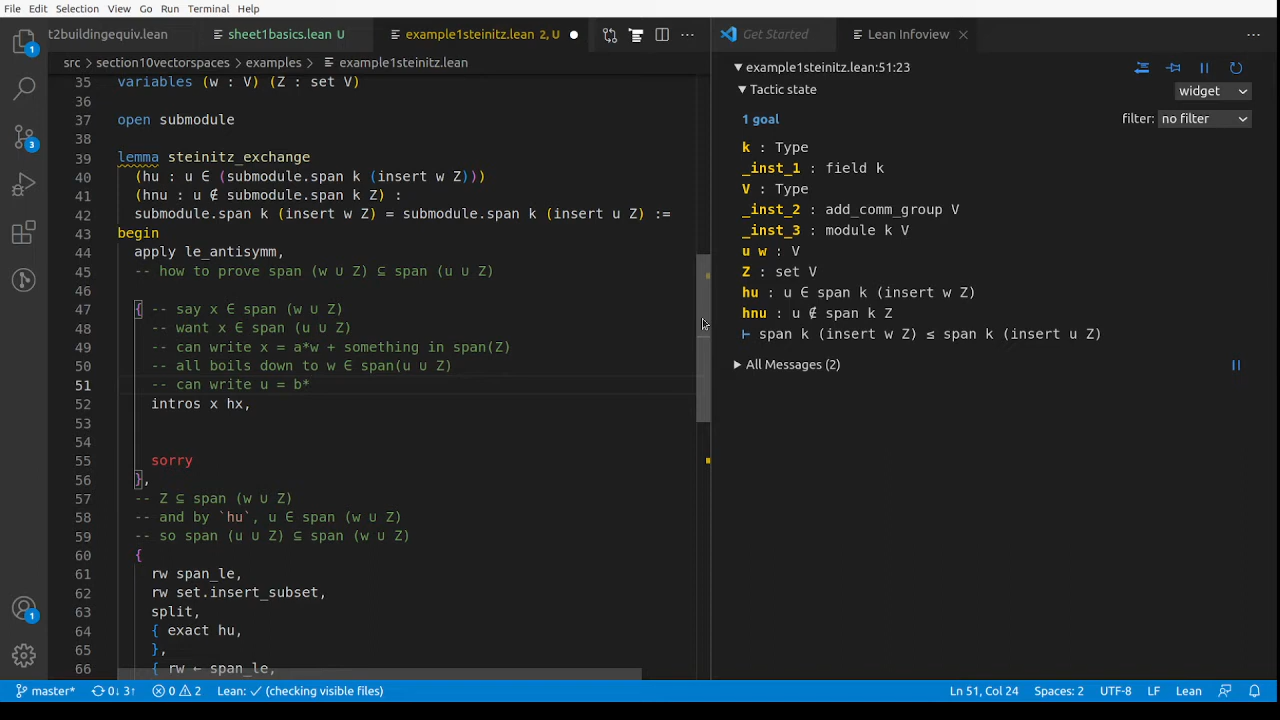 File Edit Selection View Go Run Terminal Help
t2buildingequiv.lean sheet1basics.lean U example1steinitz.lean 2, U Get Started Lean Infoview
src > section10vectorspaces > examples > example1steinitz.lean
35 variables (w : V) (Z : set V)
36
37 open submodule
38
39 lemma steinitz_exchange
40 (hu : u ∈ (submodule.span k (insert w Z)))
41 (hnu : u ∉ submodule.span k Z) :
42 submodule.span k (insert w Z) = submodule.span k (insert u Z) :=
43 begin
44 apply le_antisymm,
45 -- how to prove span (w ∪ Z) ⊆ span (u ∪ Z)
46
47 { -- say x ∈ span (w ∪ Z)
48 -- want x ∈ span (u ∪ Z)
49 -- can write x = a*w + something in span(Z)
50 -- all boils down to w ∈ span(u ∪ Z)
51 -- can write u = b*
52 intros x hx,
53
54
55 sorry
56 },
57 -- Z ⊆ span (w ∪ Z)
58 -- and by `hu`, u ∈ span (w ∪ Z)
59 -- so span (u ∪ Z) ⊆ span (w ∪ Z)
60 {
61 rw span_le,
62 rw set.insert_subset,
63 split,
64 { exact hu,
65 },
66 { rw ← span_le,
example1steinitz.lean:51:23
Tactic state
widget
1 goal
filter: no filter
k : Type
_inst_1 : field k
V : Type
_inst_2 : add_comm_group V
_inst_3 : module k V
u w : V
Z : set V
hu : u ∈ span k (insert w Z)
hnu : u ∉ span k Z
⊢ span k (insert w Z) ≤ span k (insert u Z)
All Messages (2)
1
3
1
master* 0↓ 3↑ 0 2 Lean: ✓ (checking visible files) Ln 51, Col 24 Spaces: 2 UTF-8 LF Lean